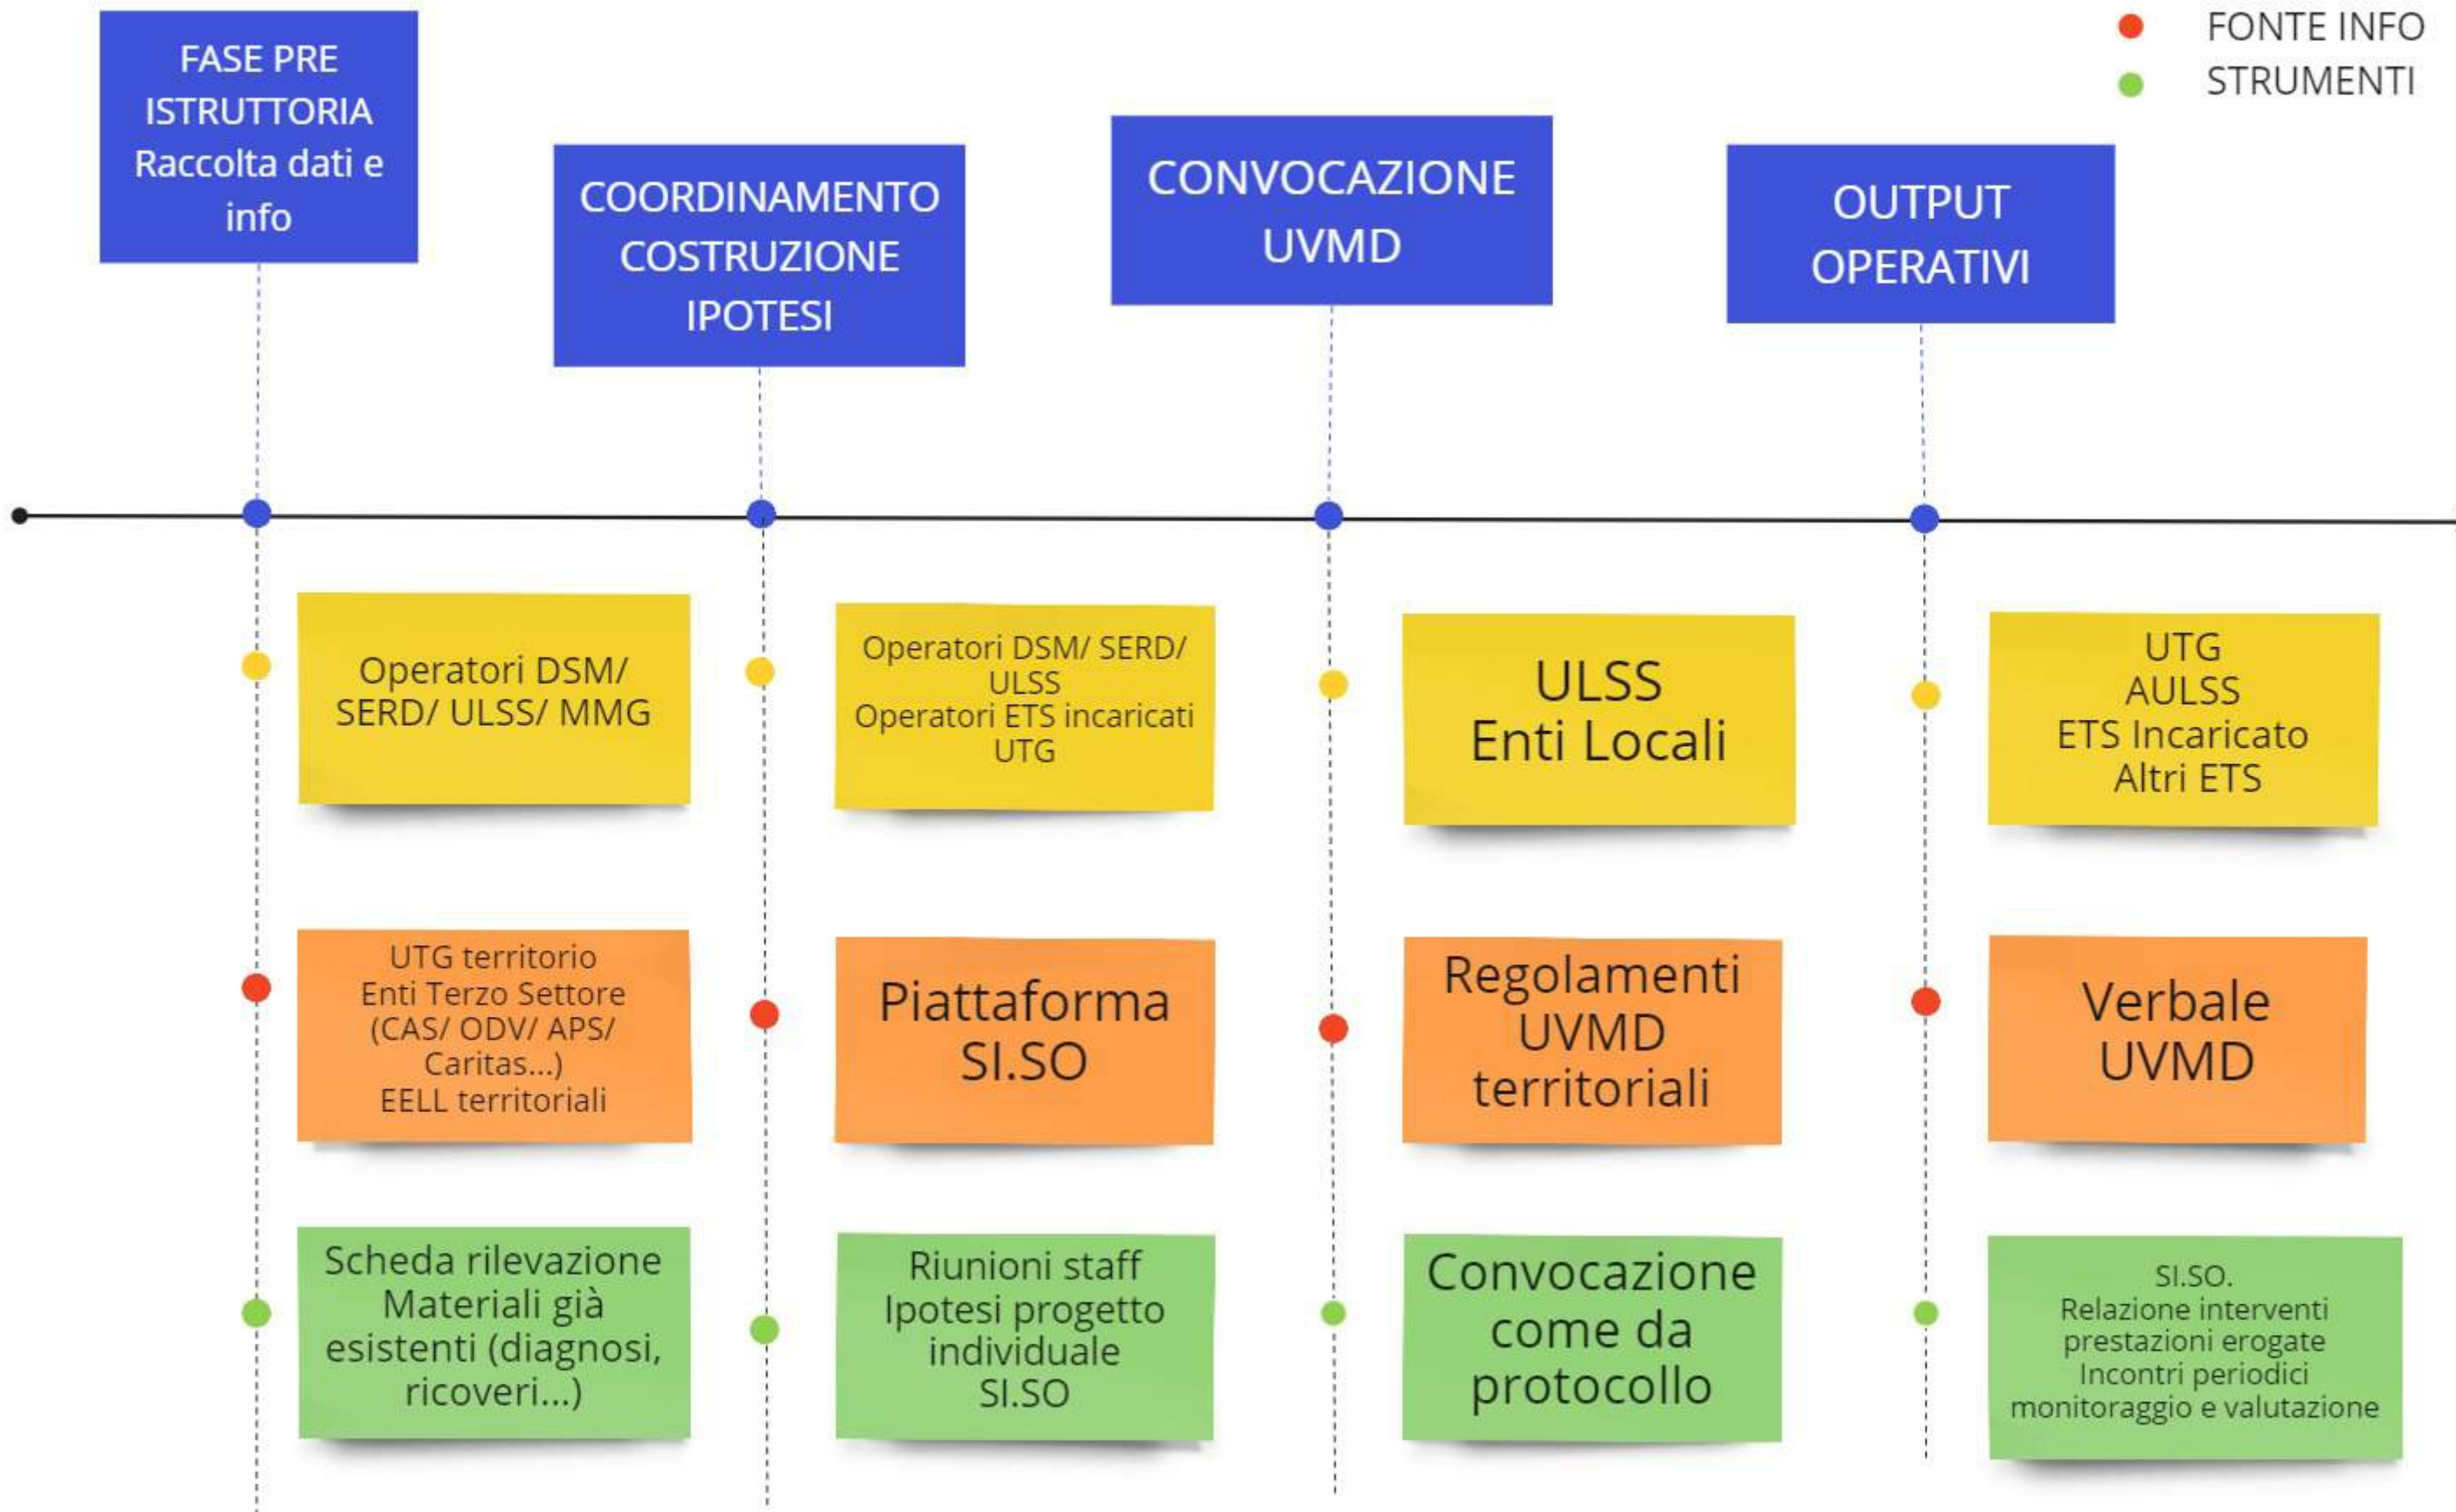 FONTE INFO
STRUMENTI
FASE PRE
ISTRUTTORIA
Raccolta dati e
info
COORDINAMENTO
COSTRUZIONE
IPOTESI
CONVOCAZIONE
UVMD
OUTPUT
OPERATIVI
Operatori DSM/
SERD/ ULSS/ MMG
Operatori DSM/ SERD/
ULSS
Operatori ETS incaricati
UTG
ULSS
Enti Locali
UTG
AULSS
ETS Incaricato
Altri ETS
UTG territorio
Enti Terzo Settore
(CAS/ ODV/ APS/
Caritas...)
EELL territoriali
Piattaforma
SI.SO
Regolamenti
UVMD
territoriali
Verbale
UVMD
Scheda rilevazione
Materiali già
esistenti (diagnosi,
ricoveri...)
Riunioni staff
Ipotesi progetto
individuale
SI.SO
Convocazione
come da
protocollo
SI.SO.
Relazione interventi
prestazioni erogate
Incontri periodici
monitoraggio e valutazione